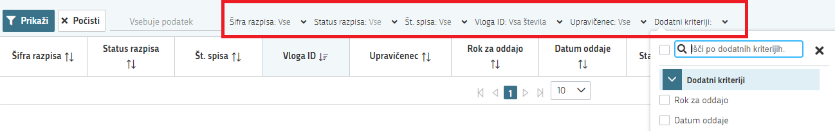 Prikaži Počisti Vsebuje podatek Šifra razpisa: Vse Status razpisa: Vse Št. spisa: Vse Vloga ID: Vsa števila Upravičenec: Vse Dodatni kriteriji:
Šifra razpisa Status razpisa Št. spisa Vloga ID Upravičenec Rok za oddajo Datum oddaje Sta
Išči po dodatnih kriterijih.
Dodatni kriteriji
1 10
Rok za oddajo
Datum oddaje